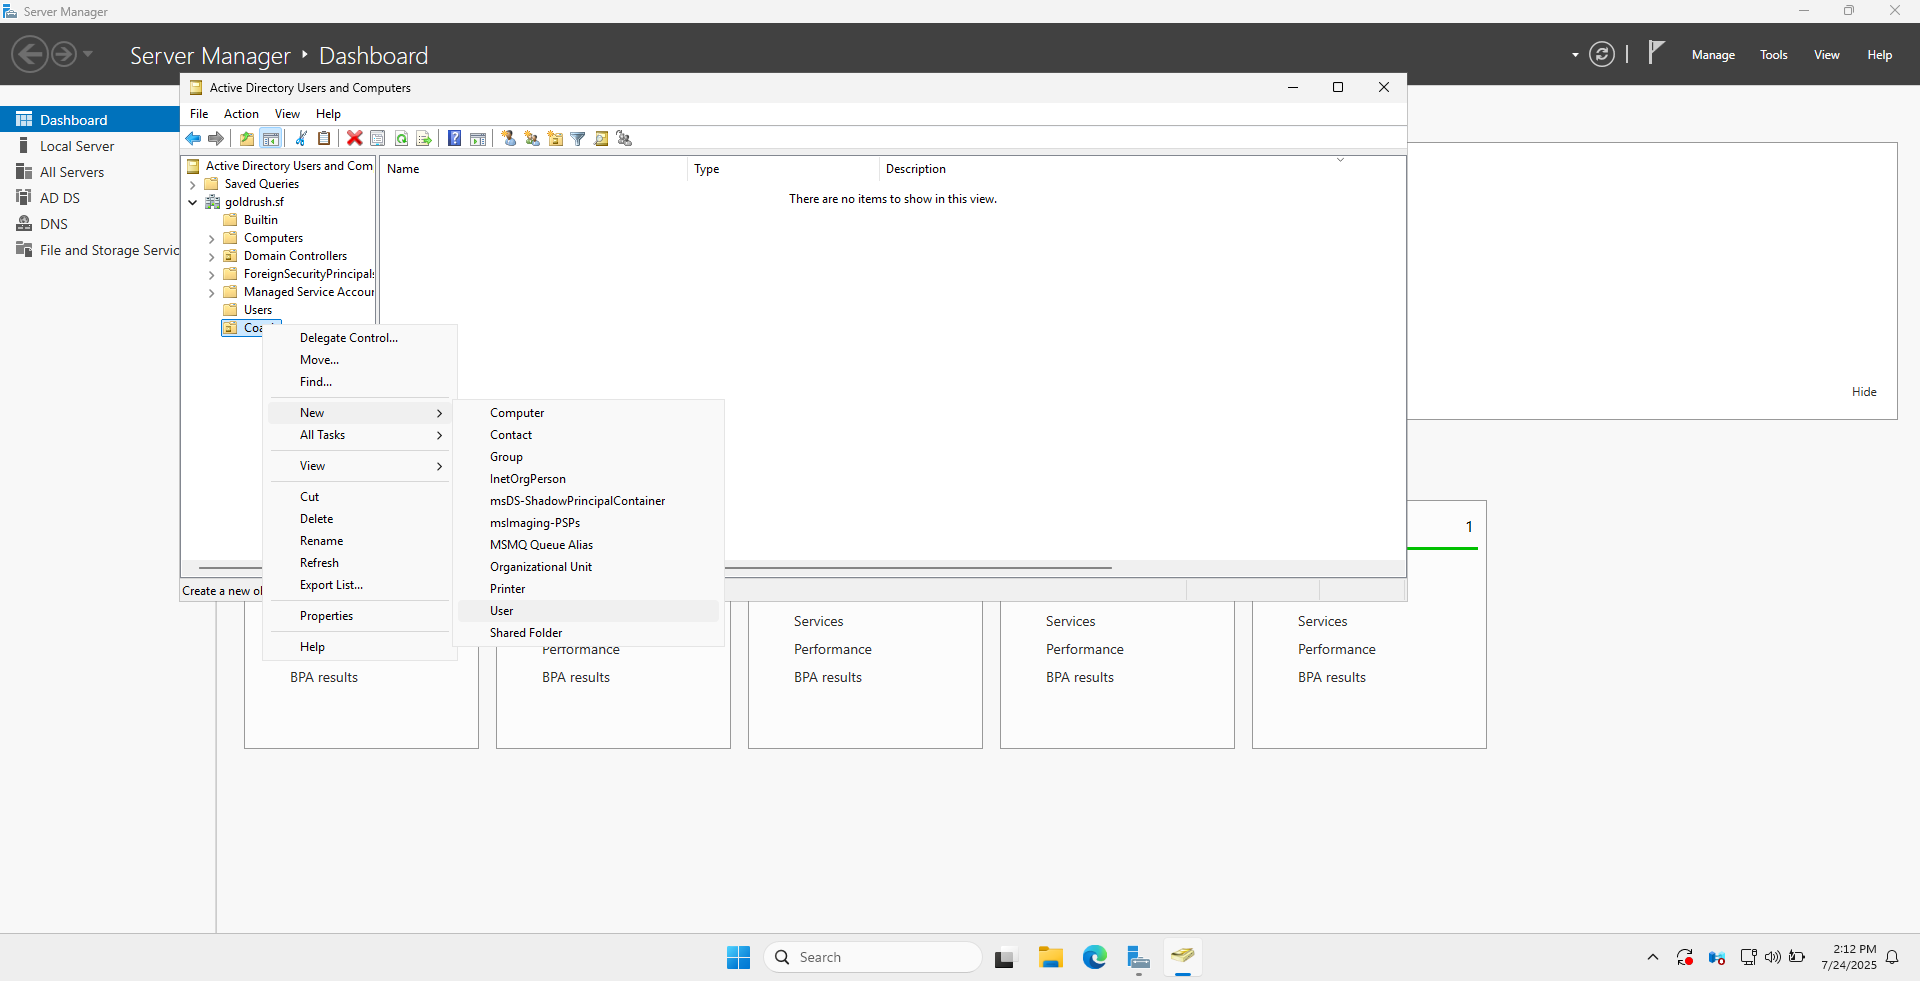 Server Manager
Server Manager ‣ Dashboard
Manage
Tools
View
Help
Active Directory Users and Computers
File
Action
View
Help
Dashboard
Local Server
All Servers
AD DS
DNS
File and Storage Servic
Active Directory Users and Com
Saved Queries
goldrush.sf
Builtin
Computers
Domain Controllers
ForeignSecurityPrincipals
Managed Service Accour
Users
Coa
Name
Type
Description
There are no items to show in this view.
Delegate Control...
Move...
Find...
New
All Tasks
View
Cut
Delete
Rename
Refresh
Export List...
Properties
Help
Computer
Contact
Group
InetOrgPerson
msDS-ShadowPrincipalContainer
msImaging-PSPs
MSMQ Queue Alias
Organizational Unit
Printer
User
Shared Folder
Create a new ob
Hide
1
BPA results
Performance
BPA results
Services
Performance
BPA results
Services
Performance
BPA results
Services
Performance
BPA results
Search
2:12 PM
7/24/2025